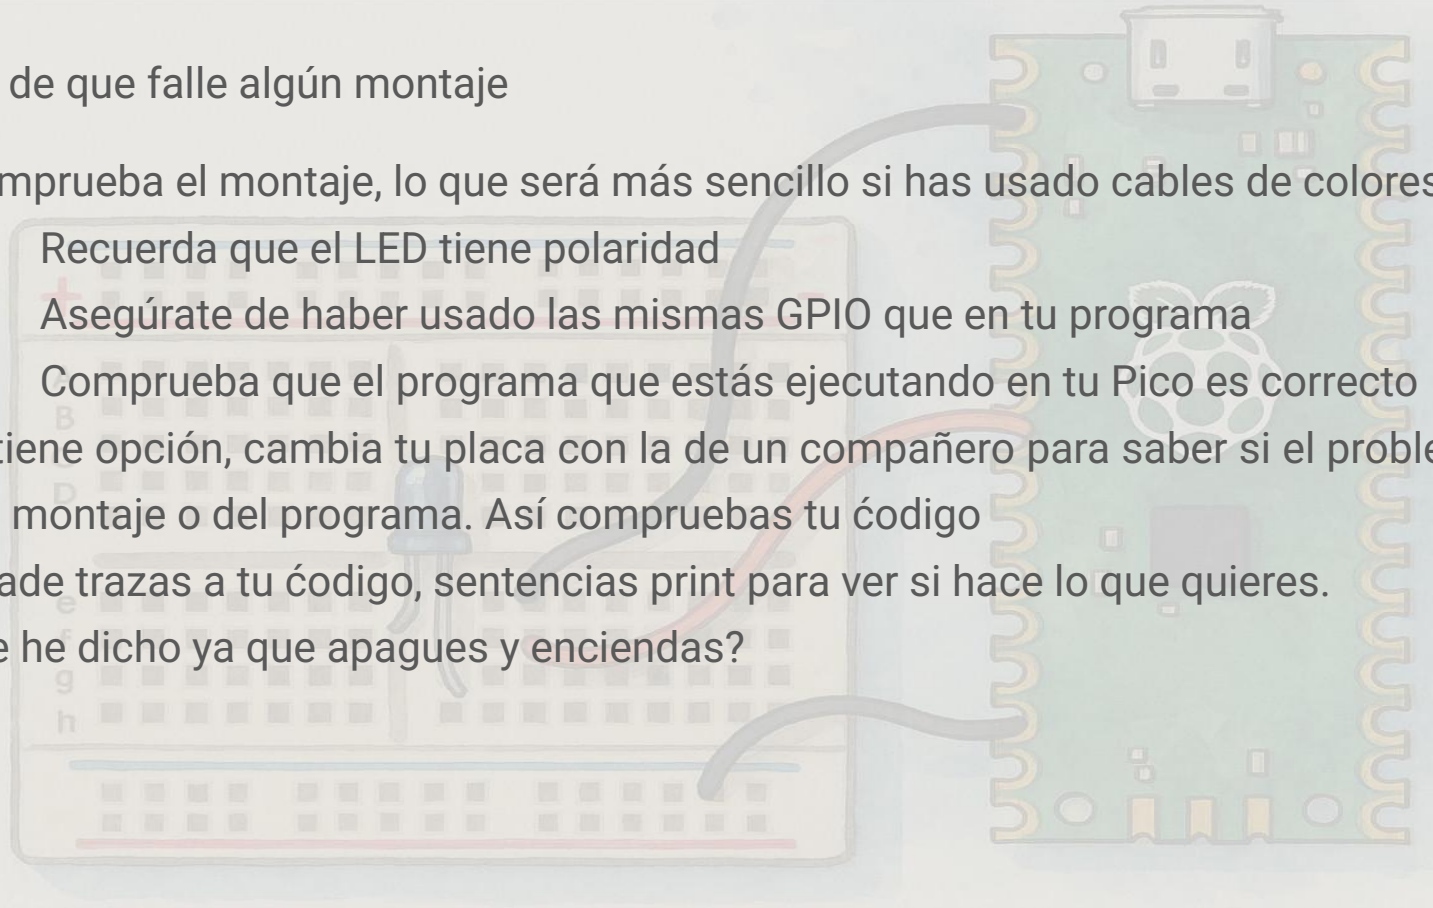 de que falle algún montaje
mprueba el montaje, lo que será más sencillo si has usado cables de colores
Recuerda que el LED tiene polaridad
+
Asegúrate de haber usado las mismas GPIO que en tu programa
Comprueba que el programa que estás ejecutando en tu Pico es correcto
B
tiene opción, cambia tu placa con la de un compañero para saber si el proble
D
montaje o del programa. Así compruebas tu ćodigo
ade trazas a tu ćodigo, sentencias print para ver si hace lo que quieres.
e
f
e he dicho ya que apagues y enciendas?
g
h